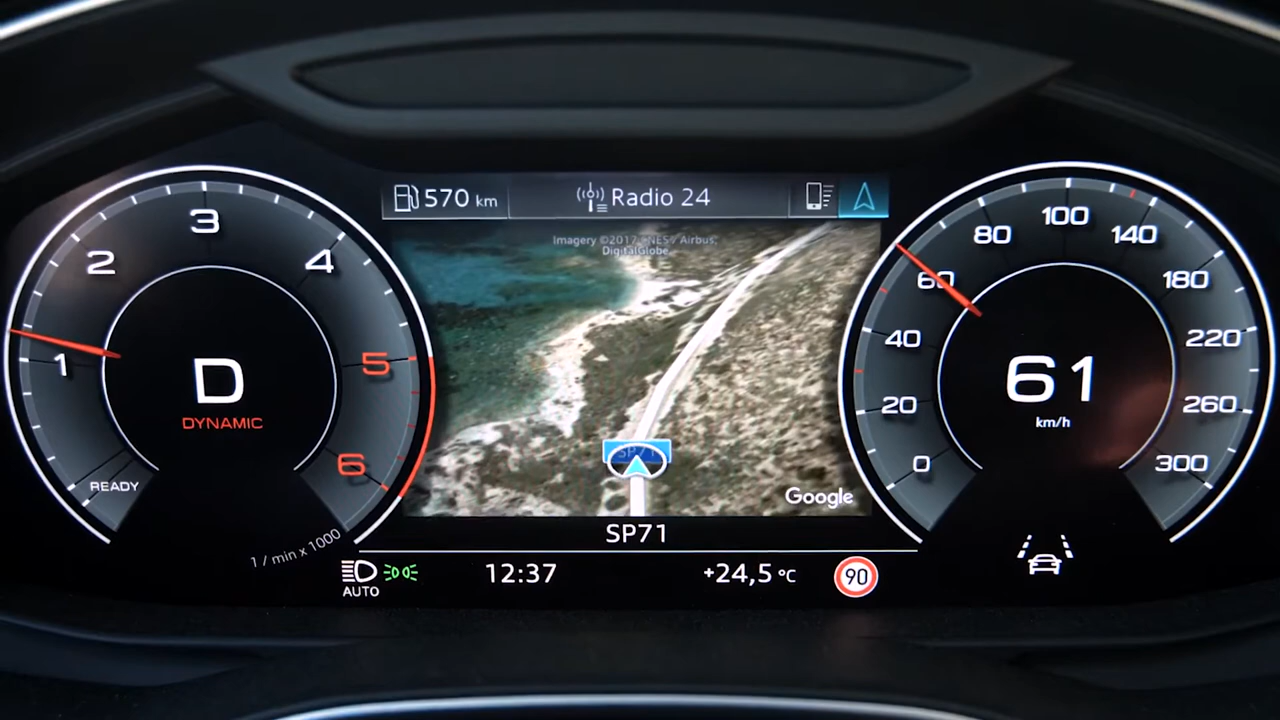 570 km
Radio 24
Imagery ©2017 CNES / Airbus,
DigitalGlobe,
Google
SP71
SP71
3
2
4
1
5
6
D
DYNAMIC
READY
1 / min x 1000
100
80
140
60
180
40
220
20
260
0
300
61
km/h
AUTO
12:37
+24,5 °C
90